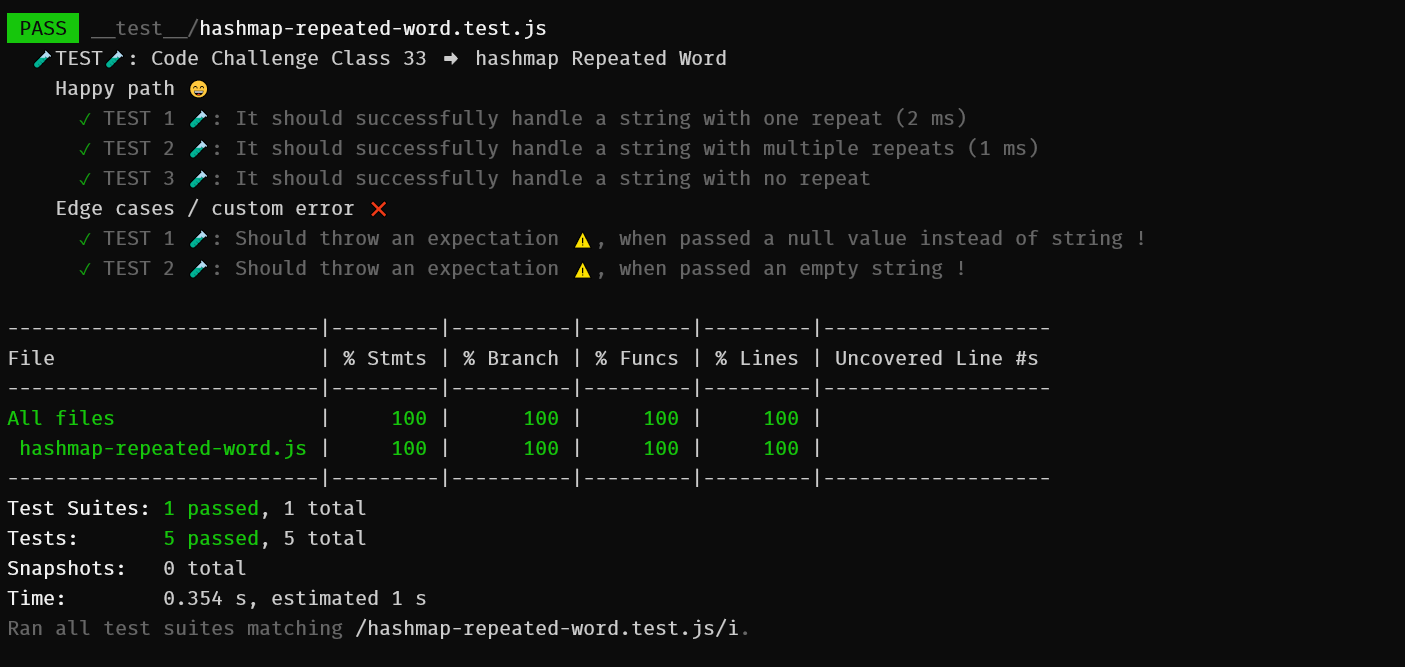 PASS __test__/hashmap-repeated-word.test.js
🧪TEST🧪: Code Challenge Class 33 ➡ hashmap Repeated Word
Happy path 😁
✓ TEST 1 🧪: It should successfully handle a string with one repeat (2 ms)
✓ TEST 2 🧪: It should successfully handle a string with multiple repeats (1 ms)
✓ TEST 3 🧪: It should successfully handle a string with no repeat
Edge cases / custom error ❌
✓ TEST 1 🧪: Should throw an expectation ⚠, when passed a null value instead of string !
✓ TEST 2 🧪: Should throw an expectation ⚠, when passed an empty string !
--------------------------|---------|----------|---------|---------|-------------------
File                      | % Stmts | % Branch | % Funcs | % Lines | Uncovered Line #s
--------------------------|---------|----------|---------|---------|-------------------
All files                 |     100 |      100 |     100 |     100 |
 hashmap-repeated-word.js |     100 |      100 |     100 |     100 |
--------------------------|---------|----------|---------|---------|-------------------
Test Suites: 1 passed, 1 total
Tests:       5 passed, 5 total
Snapshots:   0 total
Time:        0.354 s, estimated 1 s
Ran all test suites matching /hashmap-repeated-word.test.js/i.